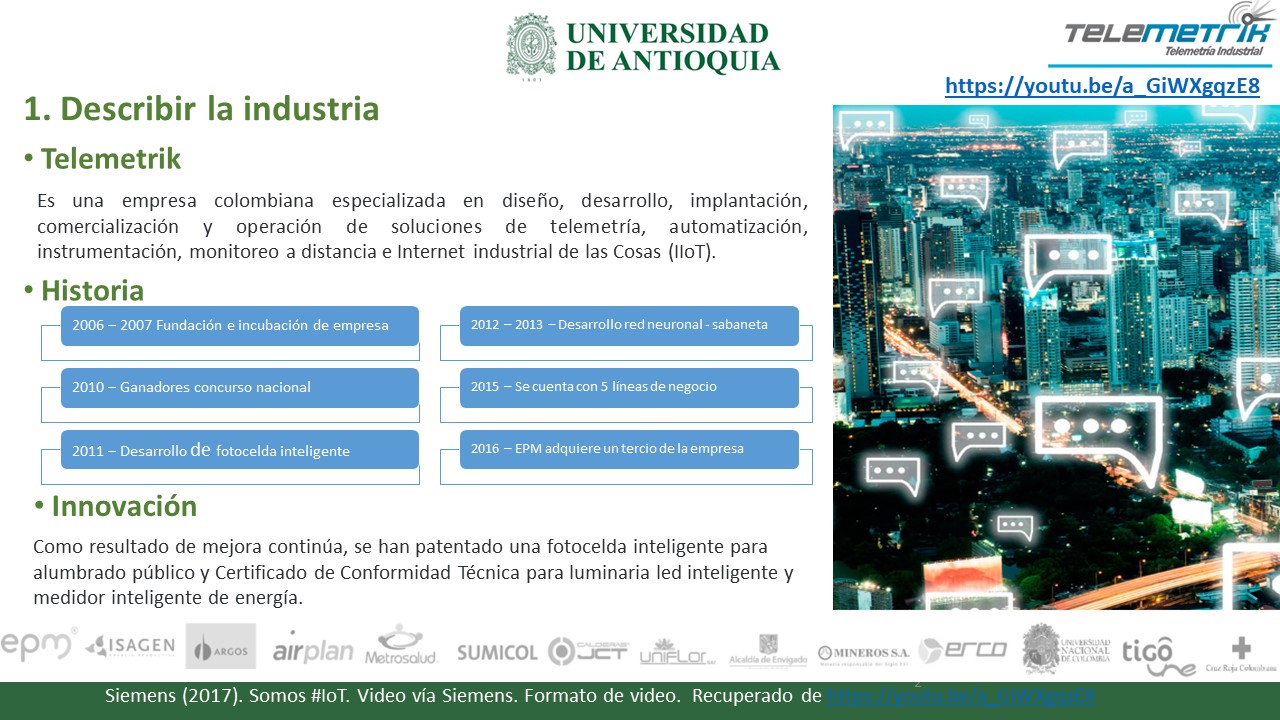 UNIVERSIDAD
DE ANTIOQUIA
1803
TELEMETRIK
Telemetría Industrial
https://youtu.be/a_GiWXgqzE8
1. Describir la industria
• Telemetrik
Es una empresa colombiana especializada en diseño, desarrollo, implantación,
comercialización y operación de soluciones de telemetría, automatización,
instrumentación, monitoreo a distancia e Internet industrial de las Cosas (IIoT).
• Historia
2006 – 2007 Fundación e incubación de empresa
2010 – Ganadores concurso nacional
2011 – Desarrollo de fotocelda inteligente
2012 – 2013 – Desarrollo red neuronal - sabaneta
2015 – Se cuenta con 5 líneas de negocio
2016 – EPM adquiere un tercio de la empresa
• Innovación
Como resultado de mejora continúa, se han patentado una fotocelda inteligente para
alumbrado público y Certificado de Conformidad Técnica para luminaria led inteligente y
medidor inteligente de energía.
epm®
ISAGEN
ARGOS
airplan
Metrosalud
SUMICOL
CALDERAS
JCT
UNIFLOR
Alcaldía de Envigado
MINEROS S.A.
erco
UNIVERSIDAD
NACIONAL
DE COLOMBIA
tigo
une
Cruz Roja Colombiana
2
Siemens (2017). Somos #IoT. Video vía Siemens. Formato de video. Recuperado de https://youtu.be/a_GiWXgqzE8